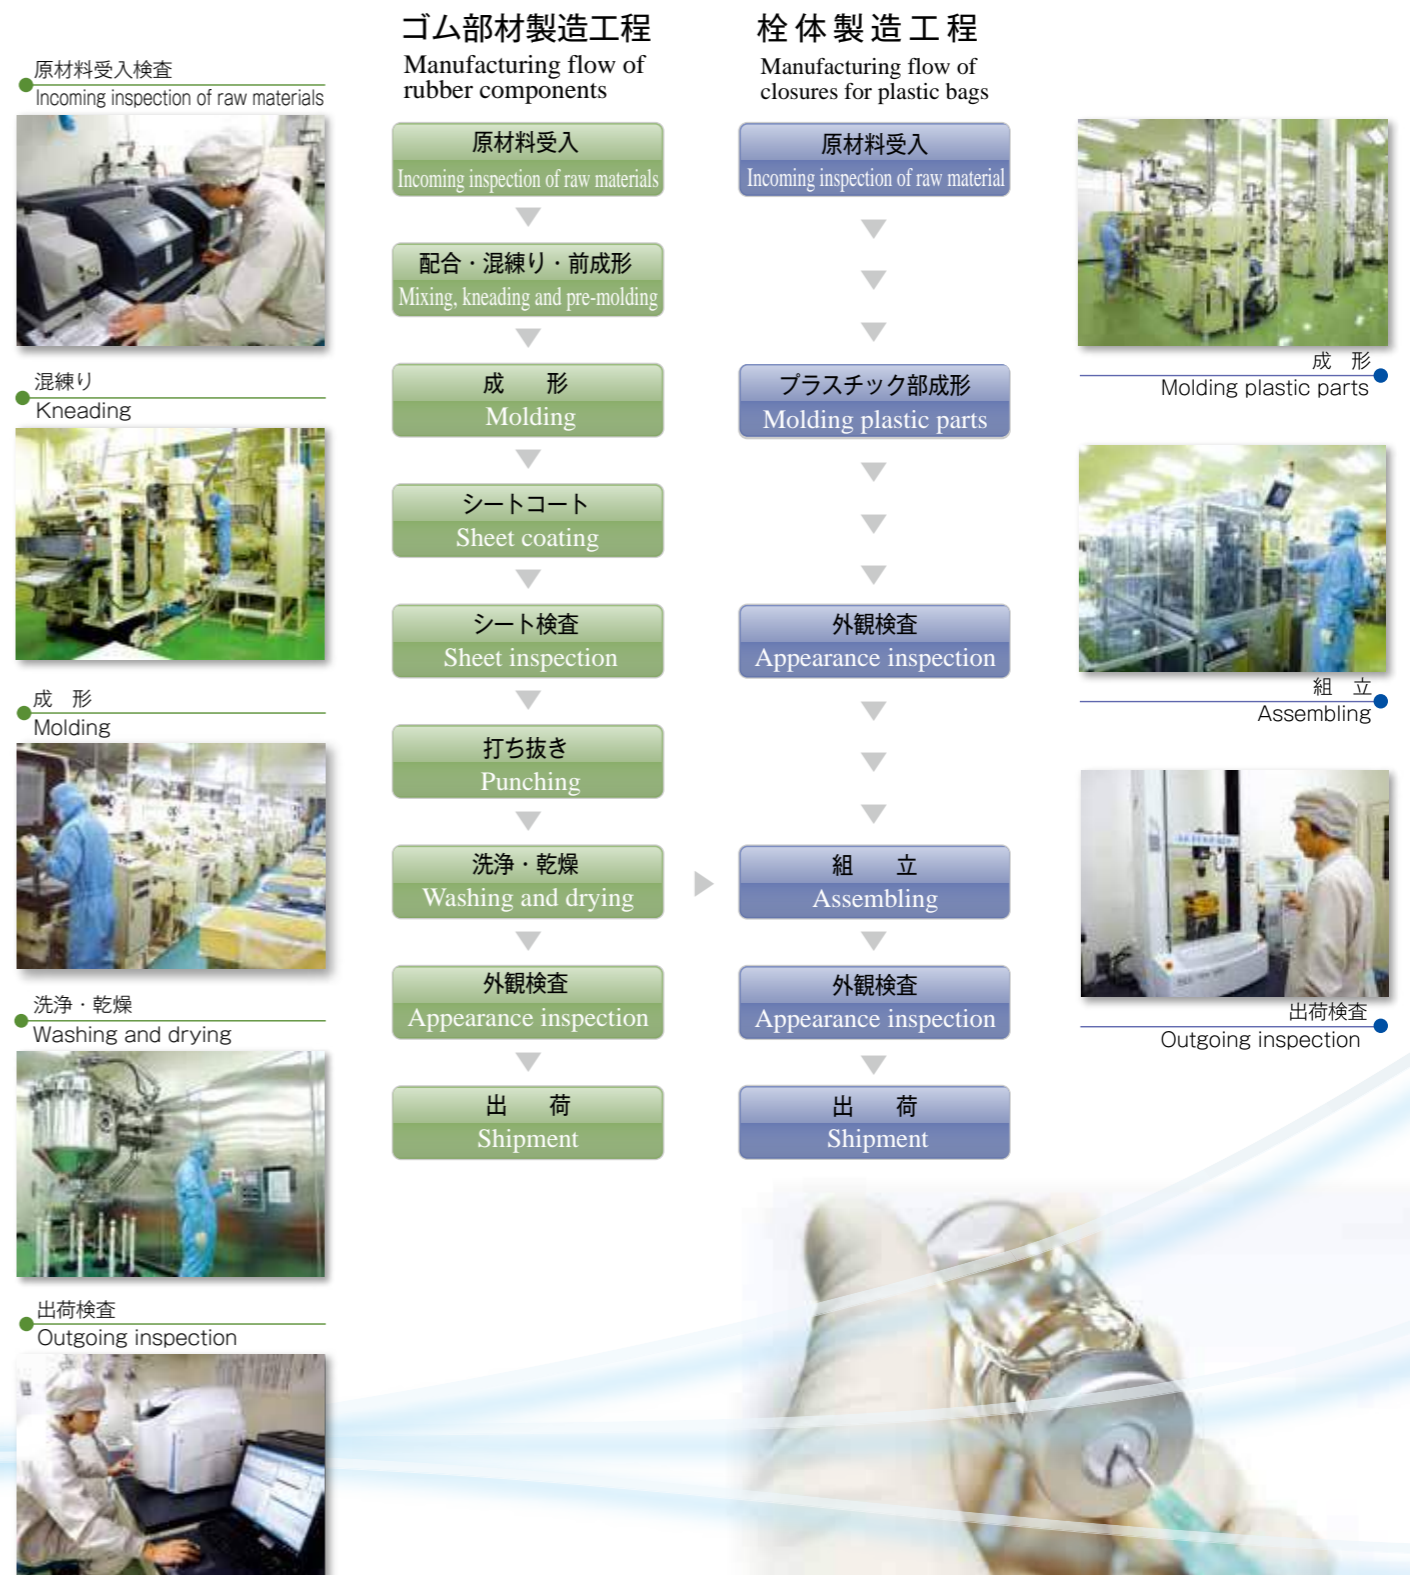 原材料受入検査
Incoming inspection of raw materials
混練り
Kneading
成　形
Molding
洗浄・乾燥
Washing and drying
出荷検査
Outgoing inspection
ゴム部材製造工程
Manufacturing flow of
rubber components
原材料受入
Incoming inspection of raw materials
配合・混練り・前成形
Mixing, kneading and pre-molding
成　形
Molding
シートコート
Sheet coating
シート検査
Sheet inspection
打ち抜き
Punching
洗浄・乾燥
Washing and drying
外観検査
Appearance inspection
出　荷
Shipment
栓体製造工程
Manufacturing flow of
closures for plastic bags
原材料受入
Incoming inspection of raw material
プラスチック部成形
Molding plastic parts
外観検査
Appearance inspection
組　立
Assembling
外観検査
Appearance inspection
出　荷
Shipment
成　形
Molding plastic parts
組　立
Assembling
出荷検査
Outgoing inspection